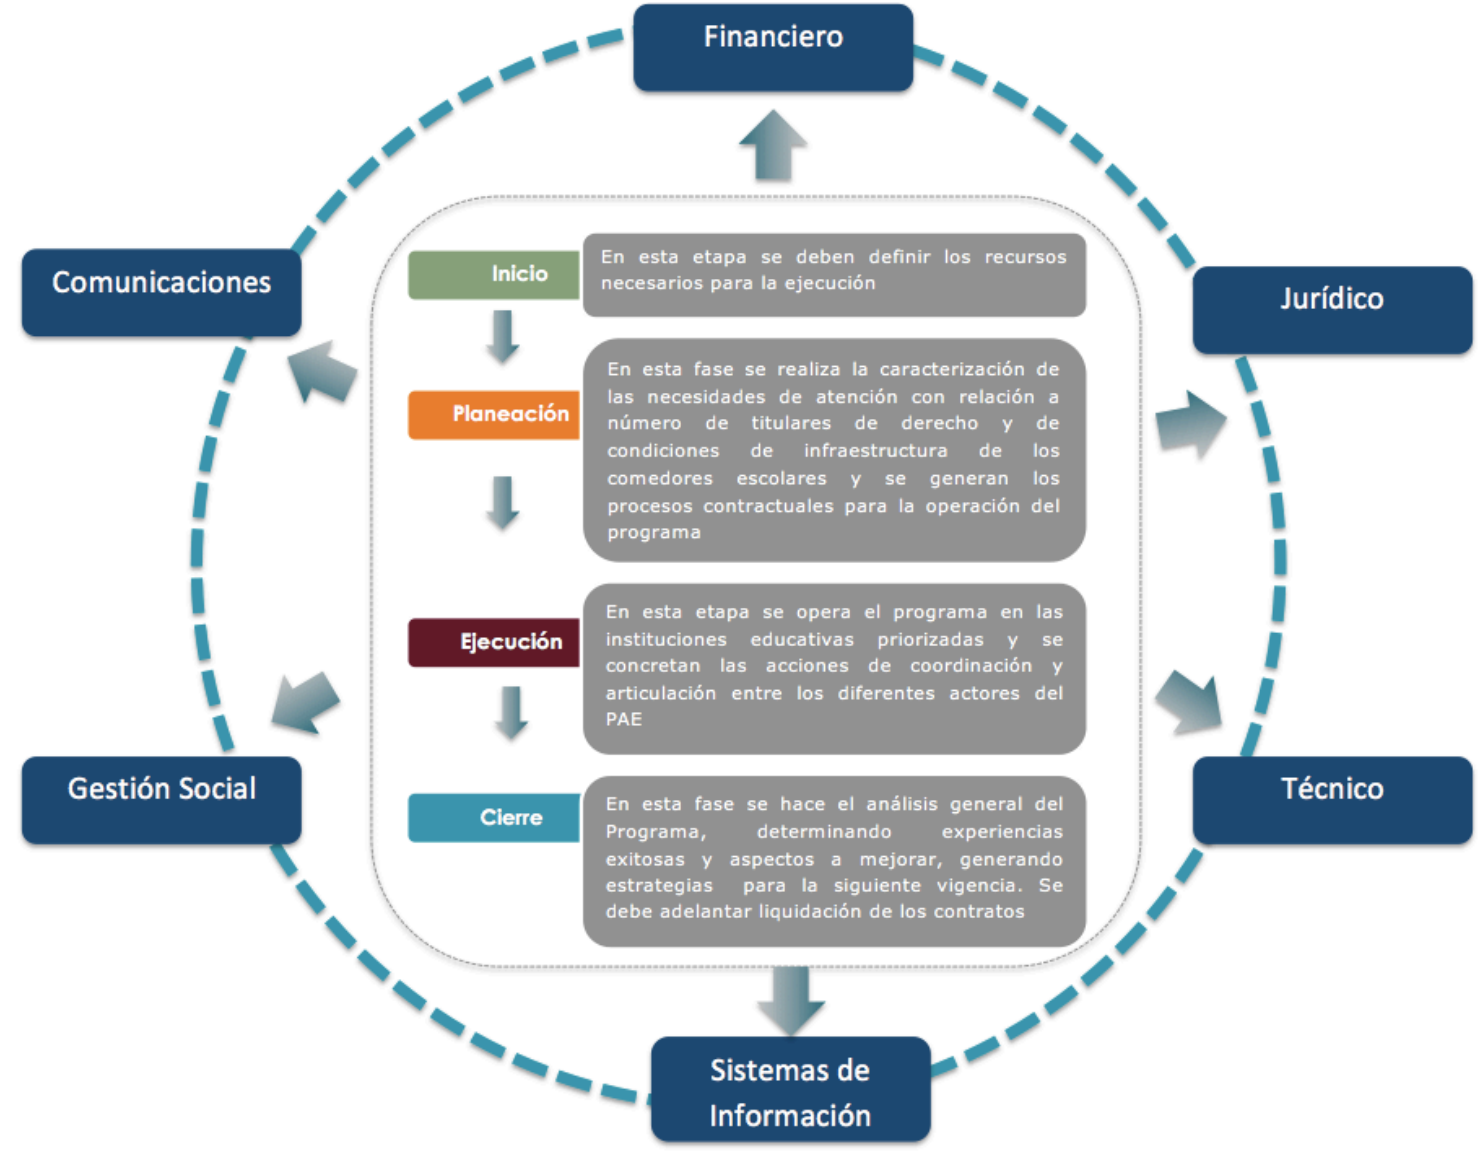 Financiero
Comunicaciones
Jurídico
Inicio
En esta etapa se deben definir los recursos
necesarios para la ejecución
Planeación
En esta fase se realiza la caracterización de
las necesidades de atención con relación a
número de titulares de derecho y de
condiciones de infraestructura de los
comedores escolares y se generan los
procesos contractuales para la operación del
programa
Ejecución
En esta etapa se opera el programa en las
instituciones educativas priorizadas y se
concretan las acciones de coordinación y
articulación entre los diferentes actores del
PAE
Gestión Social
Técnico
Cierre
En esta fase se hace el análisis general del
Programa, determinando experiencias
exitosas y aspectos a mejorar, generando
estrategias para la siguiente vigencia. Se
debe adelantar liquidación de los contratos
Sistemas de
Información